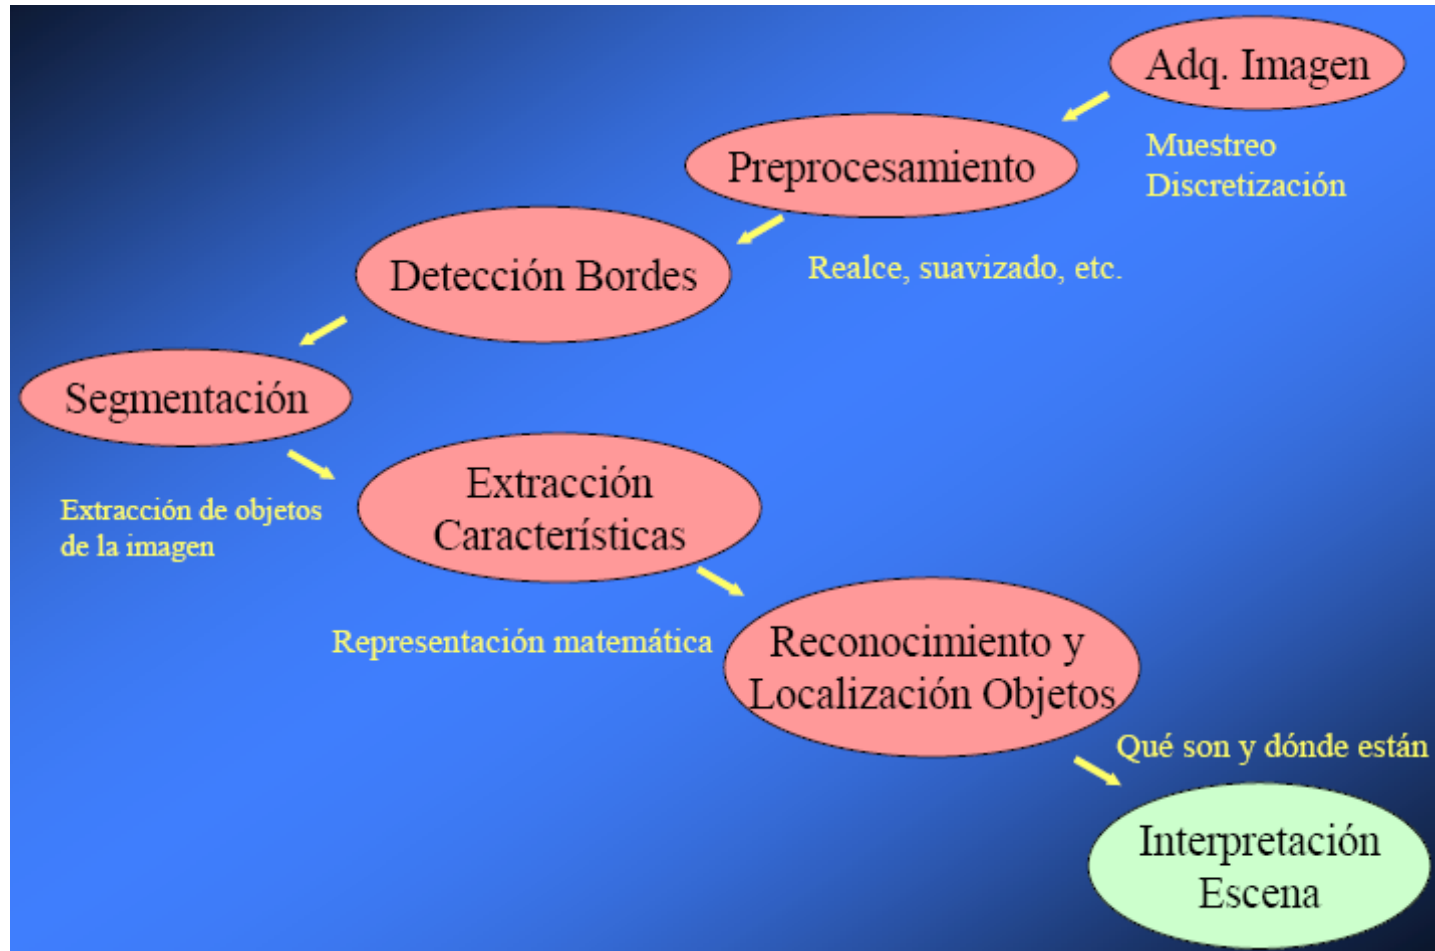 Adq. Imagen
Muestreo
Discretización
Preprocesamiento
Realce, suavizado, etc.
Detección Bordes
Segmentación
Extracción de objetos
de la imagen
Extracción
Características
Representación matemática
Reconocimiento y
Localización Objetos
Qué son y dónde están
Interpretación
Escena